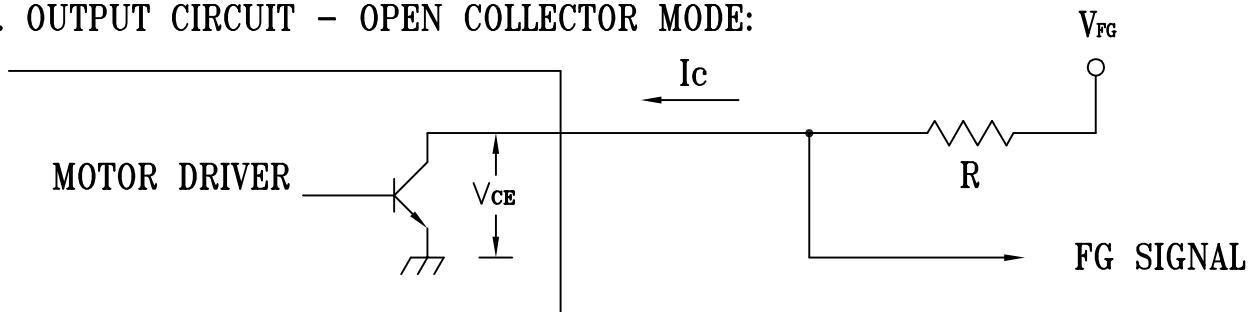 . OUTPUT CIRCUIT - OPEN COLLECTOR MODE:
VFG
Ic
MOTOR DRIVER
VCE
R
FG SIGNAL